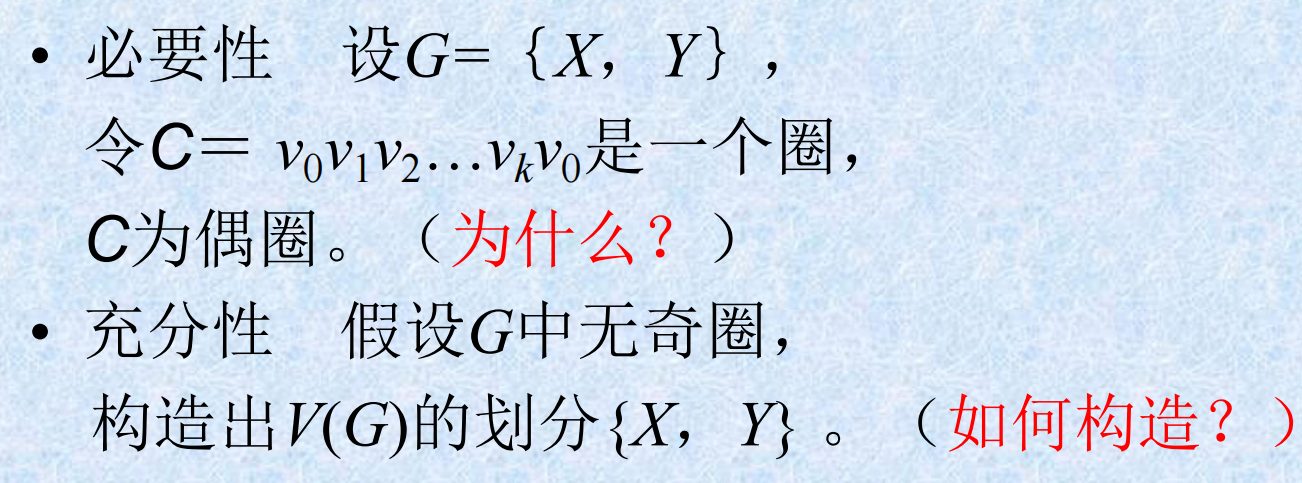 • 必要性 设G=｛X，Y｝，
令C＝ v₀v₁v₂…vₖv₀是一个圈，
C为偶圈。（为什么？）
• 充分性 假设G中无奇圈，
构造出V(G)的划分{X，Y}。（如何构造？）